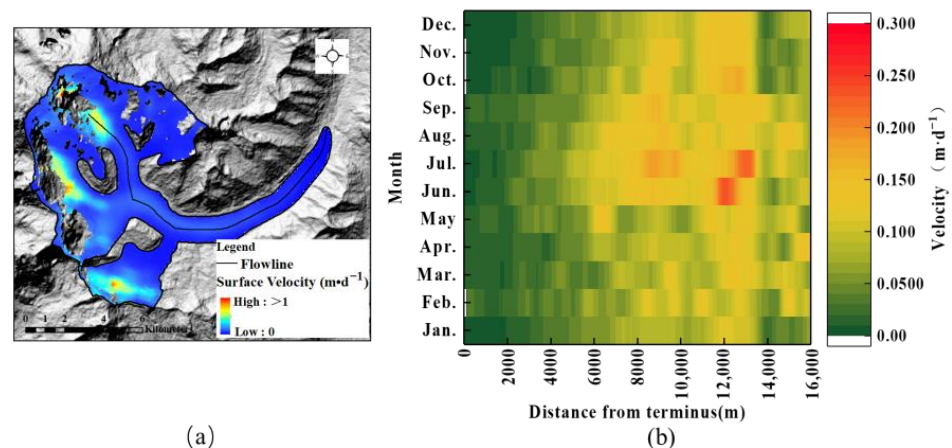 Legend
Flowline
Surface Velocity (m•d⁻¹)
High : >1
Low : 0
0 2 4 6
Kilometers
(a)
Month
Dec.
Nov.
Oct.
Sep.
Aug.
Jul.
Jun.
May
Apr.
Mar.
Feb.
Jan.
0 2000 4000 6000 8000 10,000 12,000 14,000 16,000
Distance from terminus(m)
(b)
0.300
0.250
0.200
0.150
0.100
0.0500
0.00
Velocity (m·d⁻¹)